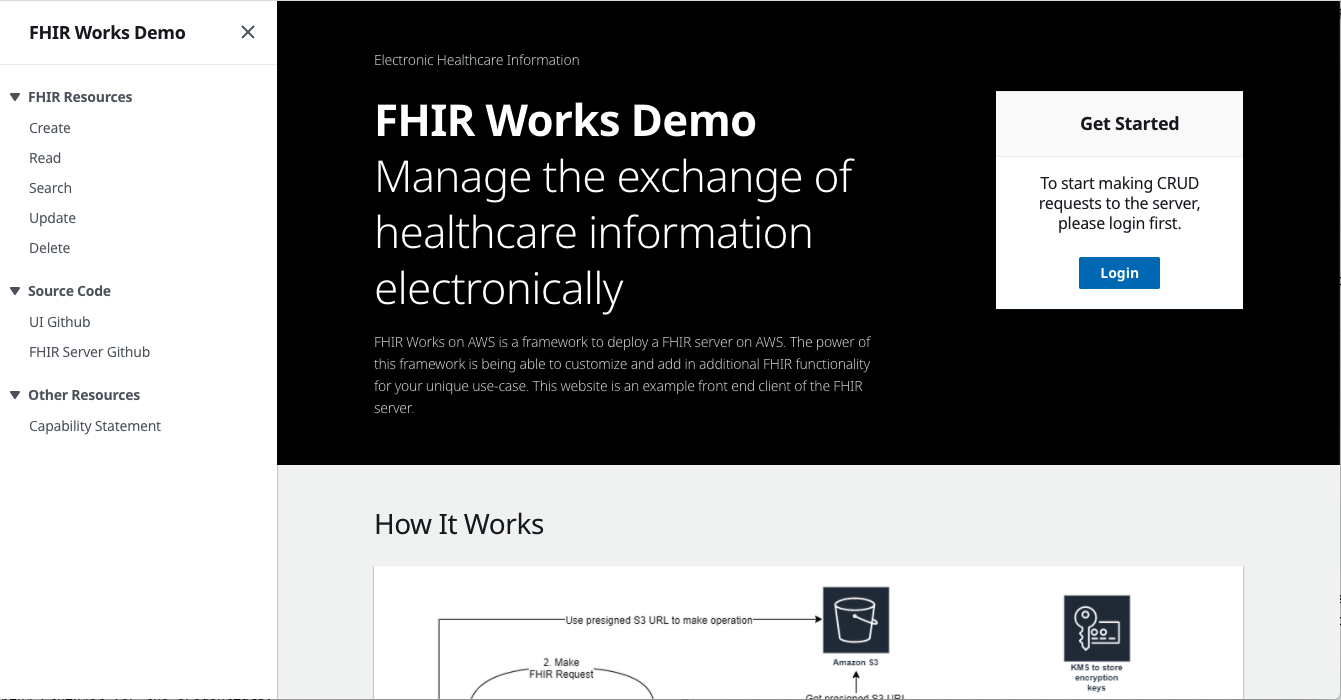 FHIR Works Demo
FHIR Resources
Create
Read
Search
Update
Delete
Source Code
UI Github
FHIR Server Github
Other Resources
Capability Statement
Electronic Healthcare Information
FHIR Works Demo
Manage the exchange of
healthcare information
electronically
FHIR Works on AWS is a framework to deploy a FHIR server on AWS. The power of
this framework is being able to customize and add in additional FHIR functionality
for your unique use-case. This website is an example front end client of the FHIR
server.
Get Started
To start making CRUD
requests to the server,
please login first.
Login
How It Works
Use presigned S3 URL to make operation
Amazon S3
KMS to store
encryption
keys
2. Make
FHIR Request
Got presigned S3 URL